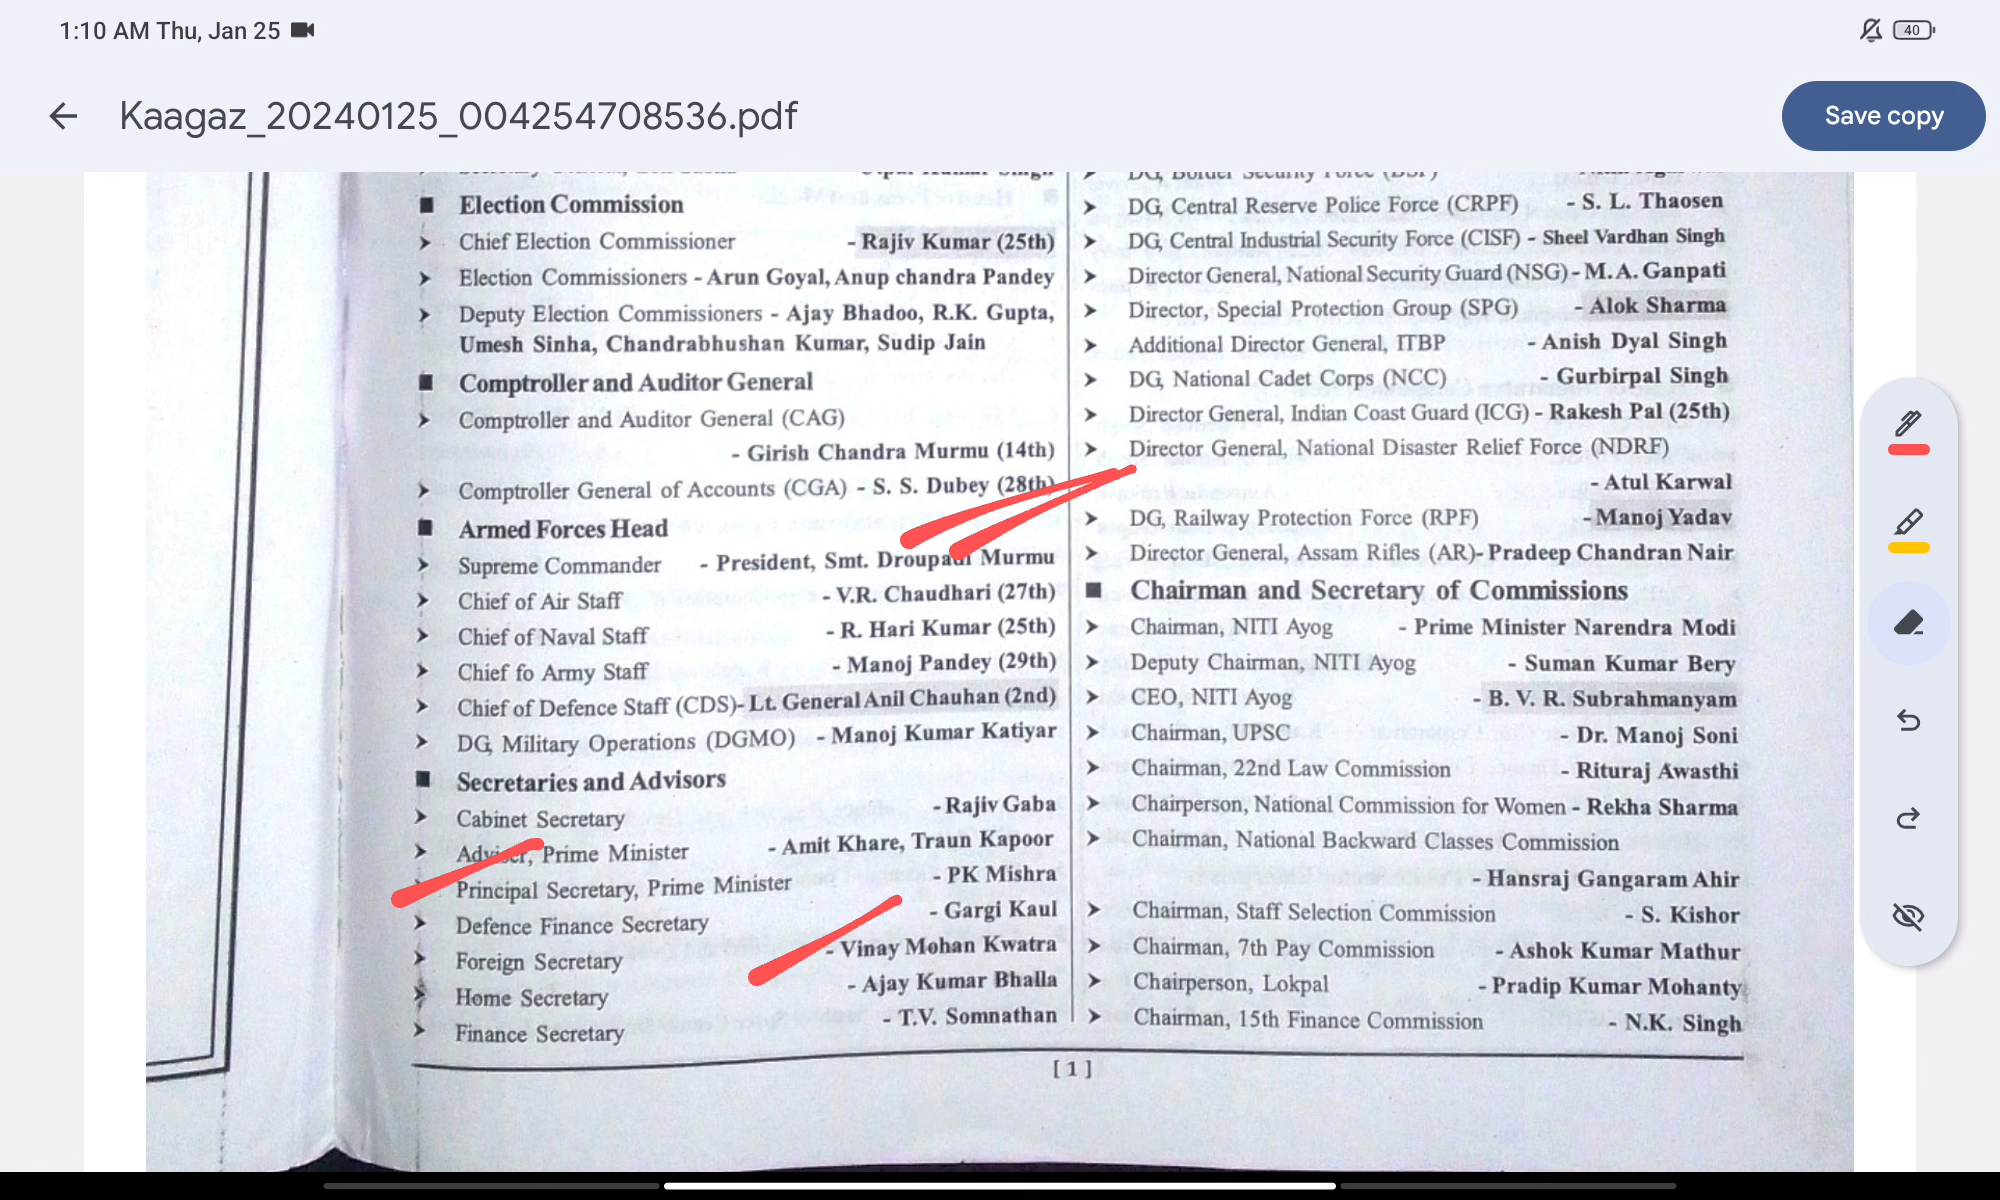 1:10 AM Thu, Jan 25
40
Kaagaz_20240125_004254708536.pdf
Save copy
■ Election Commission
➤ Chief Election Commissioner - Rajiv Kumar (25th)
➤ Election Commissioners - Arun Goyal, Anup chandra Pandey
➤ Deputy Election Commissioners - Ajay Bhadoo, R.K. Gupta,
Umesh Sinha, Chandrabhushan Kumar, Sudip Jain
■ Comptroller and Auditor General
➤ Comptroller and Auditor General (CAG)
- Girish Chandra Murmu (14th)
➤ Comptroller General of Accounts (CGA) - S. S. Dubey (28th)
■ Armed Forces Head
➤ Supreme Commander - President, Smt. Droupadi Murmu
➤ Chief of Air Staff - V.R. Chaudhari (27th)
➤ Chief of Naval Staff - R. Hari Kumar (25th)
➤ Chief fo Army Staff - Manoj Pandey (29th)
➤ Chief of Defence Staff (CDS)- Lt. General Anil Chauhan (2nd)
➤ DG, Military Operations (DGMO) - Manoj Kumar Katiyar
■ Secretaries and Advisors
➤ Cabinet Secretary - Rajiv Gaba
➤ Adviser, Prime Minister - Amit Khare, Traun Kapoor
Principal Secretary, Prime Minister - PK Mishra
➤ Defence Finance Secretary - Gargi Kaul
➤ Foreign Secretary - Vinay Mohan Kwatra
➤ Home Secretary - Ajay Kumar Bhalla
➤ Finance Secretary - T.V. Somnathan
➤ DG, Border Security Force (BSF)
➤ DG, Central Reserve Police Force (CRPF) - S. L. Thaosen
➤ DG, Central Industrial Security Force (CISF) - Sheel Vardhan Singh
➤ Director General, National Security Guard (NSG) - M.A. Ganpati
➤ Director, Special Protection Group (SPG) - Alok Sharma
➤ Additional Director General, ITBP - Anish Dyal Singh
➤ DG, National Cadet Corps (NCC) - Gurbirpal Singh
➤ Director General, Indian Coast Guard (ICG) - Rakesh Pal (25th)
➤ Director General, National Disaster Relief Force (NDRF)
- Atul Karwal
➤ DG, Railway Protection Force (RPF) - Manoj Yadav
➤ Director General, Assam Rifles (AR)- Pradeep Chandran Nair
■ Chairman and Secretary of Commissions
➤ Chairman, NITI Ayog - Prime Minister Narendra Modi
➤ Deputy Chairman, NITI Ayog - Suman Kumar Bery
➤ CEO, NITI Ayog - B. V. R. Subrahmanyam
➤ Chairman, UPSC - Dr. Manoj Soni
➤ Chairman, 22nd Law Commission - Rituraj Awasthi
➤ Chairperson, National Commission for Women - Rekha Sharma
➤ Chairman, National Backward Classes Commission
- Hansraj Gangaram Ahir
➤ Chairman, Staff Selection Commission - S. Kishor
➤ Chairman, 7th Pay Commission - Ashok Kumar Mathur
➤ Chairperson, Lokpal - Pradip Kumar Mohanty
➤ Chairman, 15th Finance Commission - N.K. Singh
[ 1 ]